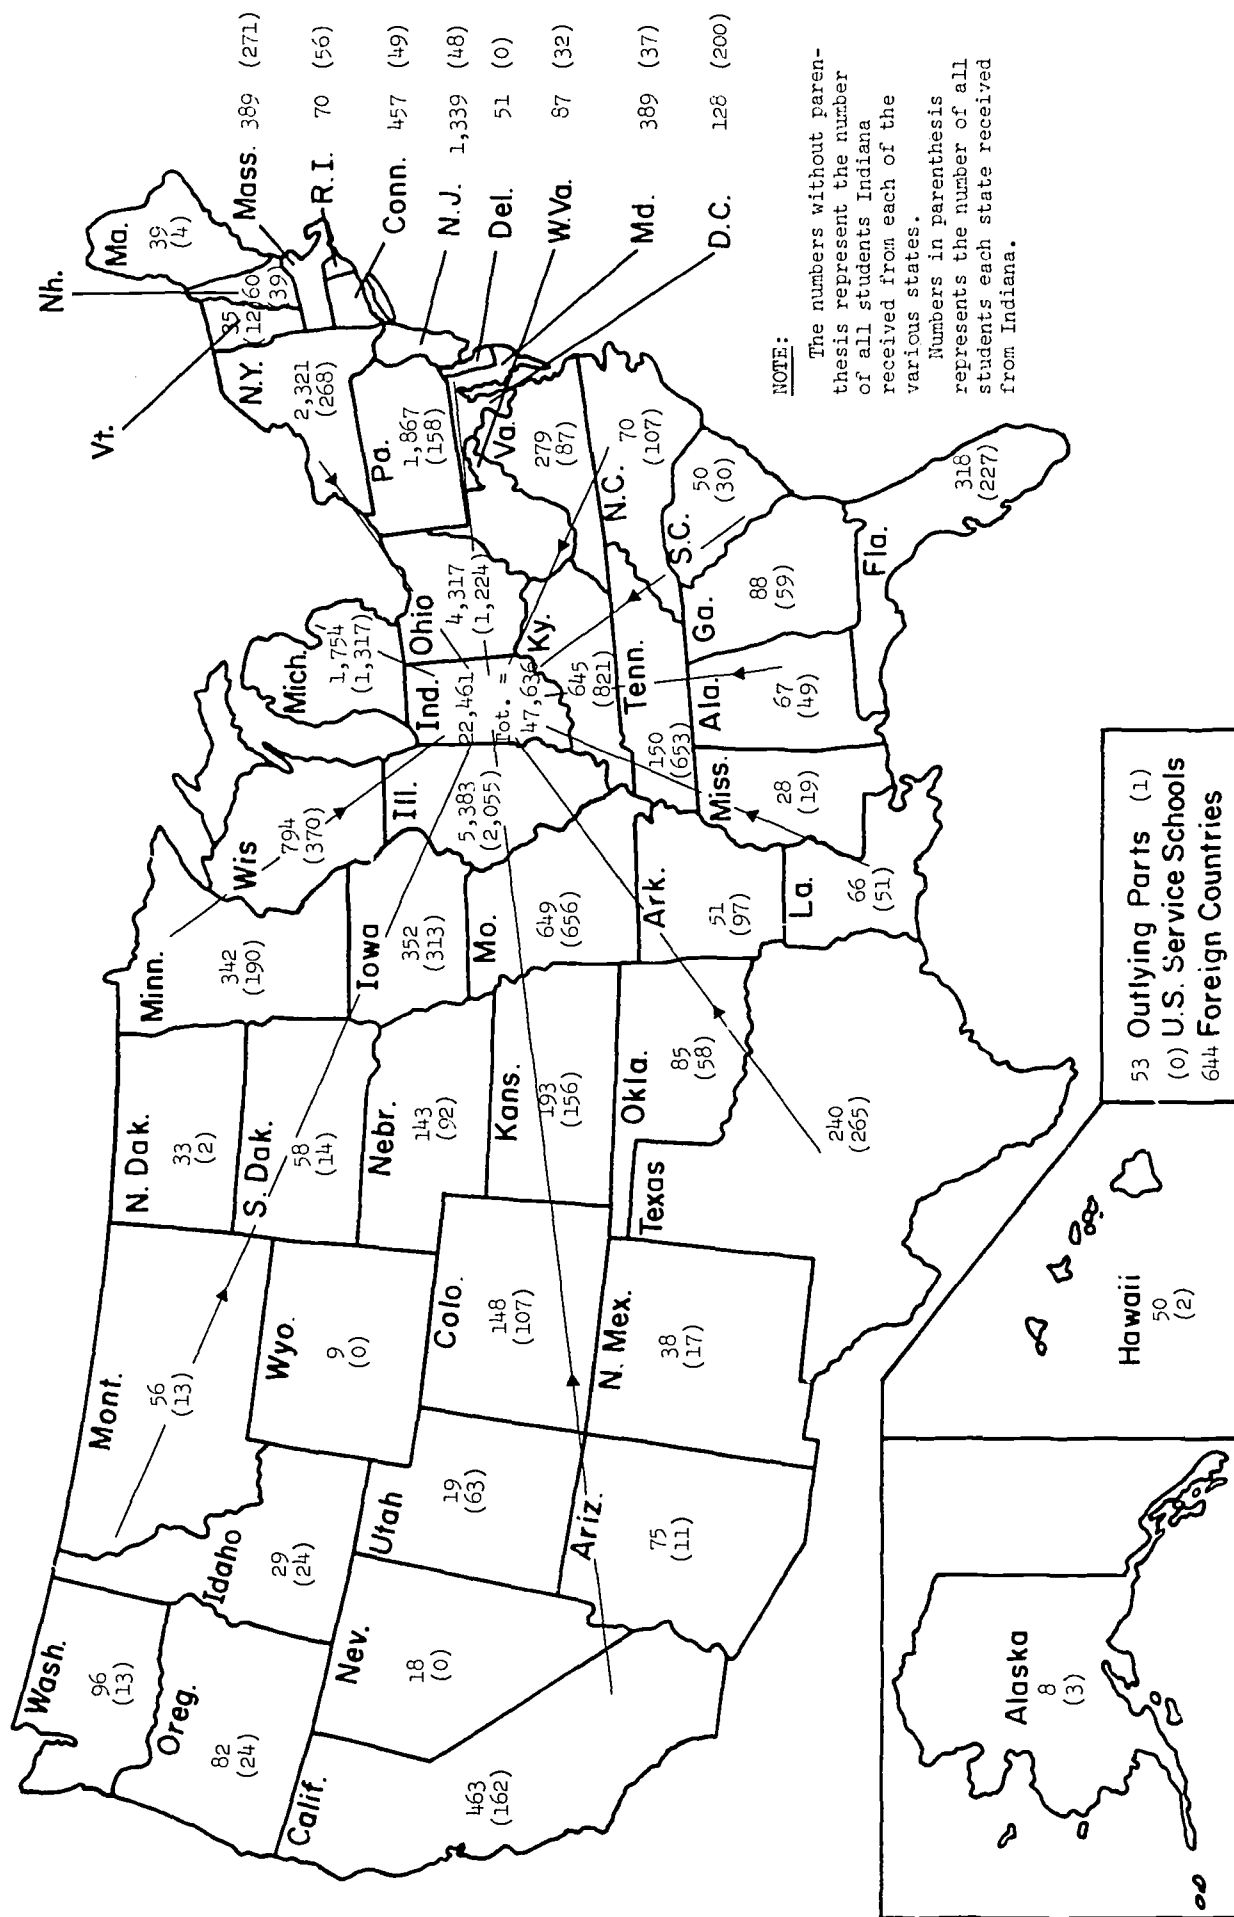 Wash.
96
(13)
Oreg.
82
(24)
Calif.
463
(162)
Nev.
18
(0)
Idaho
29
(24)
Mont.
56
(13)
Wyo.
9
(0)
Utah
19
(63)
Ariz.
75
(11)
Colo.
148
(107)
N. Mex.
38
(17)
N. Dak.
33
(2)
S. Dak.
58
(14)
Nebr.
143
(92)
Kans.
193
(156)
Okla.
85
(58)
Texas
240
(265)
Minn.
342
(190)
Iowa
352
(313)
Mo.
649
(656)
Ark.
51
(97)
La.
66
(51)
Wis
794
(370)
Ill.
5,383
(2,055)
Mich.
1,754
(1,317)
Ind.
22,461
Tot. =
47,636
Ohio
4,317
(1,224)
Ky.
645
(821)
Tenn.
150
(653)
Miss.
28
(19)
Ala.
67
(49)
Ga.
88
(59)
Fla.
318
(227)
S.C.
50
(30)
N.C.
70
(107)
Va.
279
(87)
Pa.
1,867
(158)
N.Y.
2,321
(268)
Vt.
35
(12)
Nh.
60
(39)
Ma.
39
(4)
Mass. 389 (271)
R.I. 70 (56)
Conn. 457 (49)
N.J. 1,339 (48)
Del. 51 (0)
W.Va. 87 (32)
Md. 389 (37)
D.C. 128 (200)
NOTE:
The numbers without paren-
thesis represent the number
of all students Indiana
received from each of the
various states.
Numbers in parenthesis
represents the number of all
students each state received
from Indiana.
Alaska
8
(3)
Hawaii
50
(2)
53 Outlying Parts (1)
(0) U.S. Service Schools
644 Foreign Countries